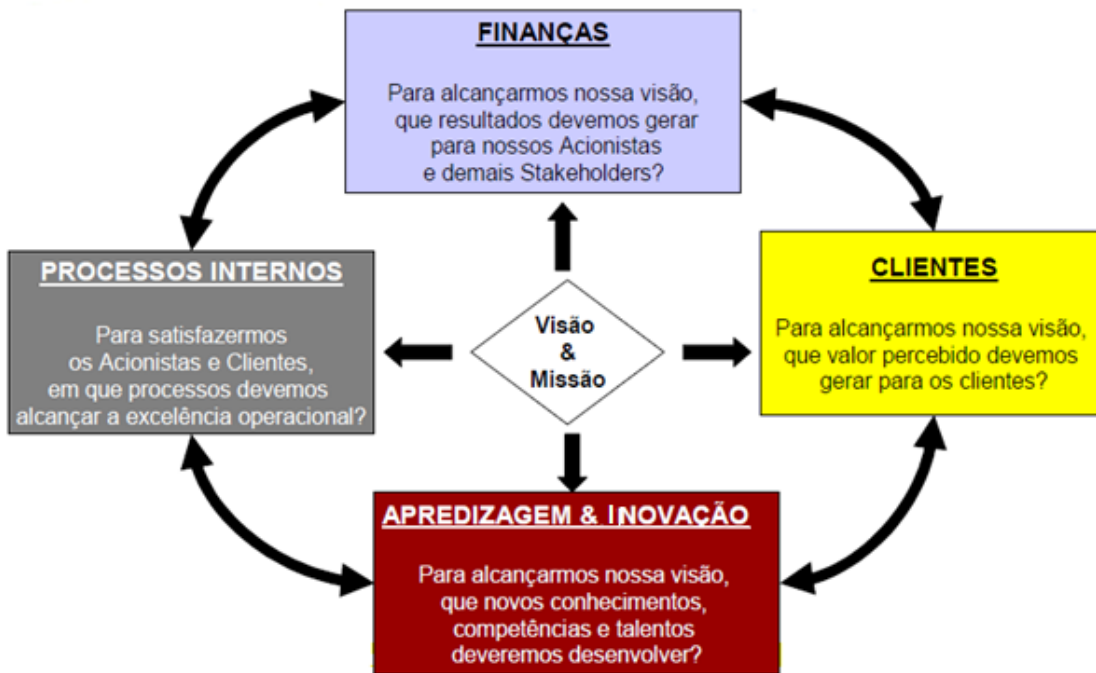 FINANÇAS
Para alcançarmos nossa visão,
que resultados devemos gerar
para nossos Acionistas
e demais Stakeholders?
PROCESSOS INTERNOS
Para satisfazermos
os Acionistas e Clientes,
em que processos devemos
alcançar a excelência operacional?
Visão
&
Missão
CLIENTES
Para alcançarmos nossa visão,
que valor percebido devemos
gerar para os clientes?
APREDIZAGEM & INOVAÇÃO
Para alcançarmos nossa visão,
que novos conhecimentos,
competências e talentos
deveremos desenvolver?